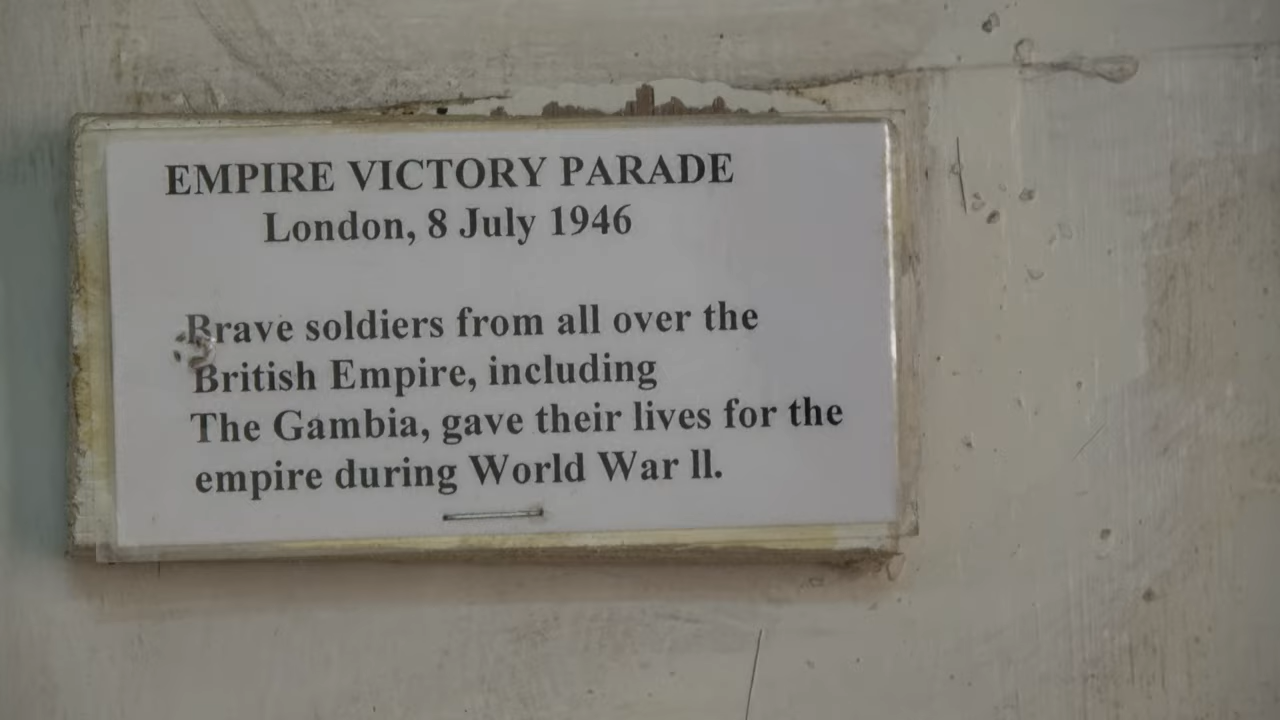 EMPIRE VICTORY PARADE
London, 8 July 1946
Brave soldiers from all over the
British Empire, including
The Gambia, gave their lives for the
empire during World War ll.